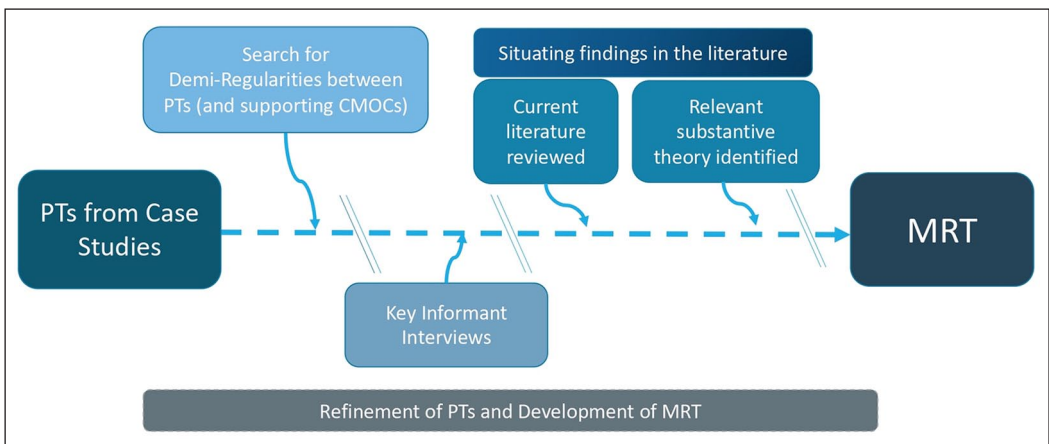 Search for
Demi-Regularities between
PTs (and supporting CMOCs)
Situating findings in the literature
Current
literature
reviewed
Relevant
substantive
theory identified
PTs from Case
Studies
MRT
Key Informant
Interviews
Refinement of PTs and Development of MRT